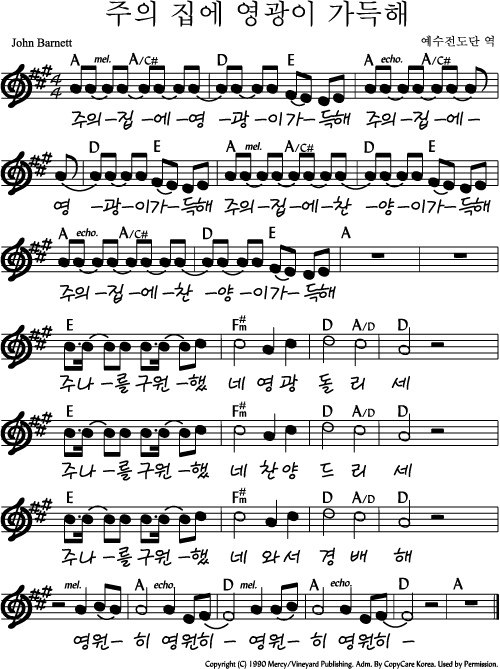 주의 집에 영광이 가득해
John Barnett 예수전도단 역
A mel. A/C# D E A echo. A/C#
주의-집-에-영-광-이가-득해 주의-집-에-
D E A mel. A/C# D E
영-광-이가-득해 주의-집-에-찬-양-이가-득해
A echo. A/C# D E A
주의-집-에-찬-양-이가-득해
E F#m D A/D D
주나-를구원-했 네 영 광 돌 리 세
E F#m D A/D D
주나-를구원-했 네 찬 양 드 리 세
E F#m D A/D D
주나-를구원-했 네 와 서 경 배 해
mel. A echo. D mel. A echo. D A
영원-히 영원히-영원-히 영원히-
Copyright (C) 1990 Mercy/Vineyard Publishing. Adm. By CopyCare Korea. Used by Permission.